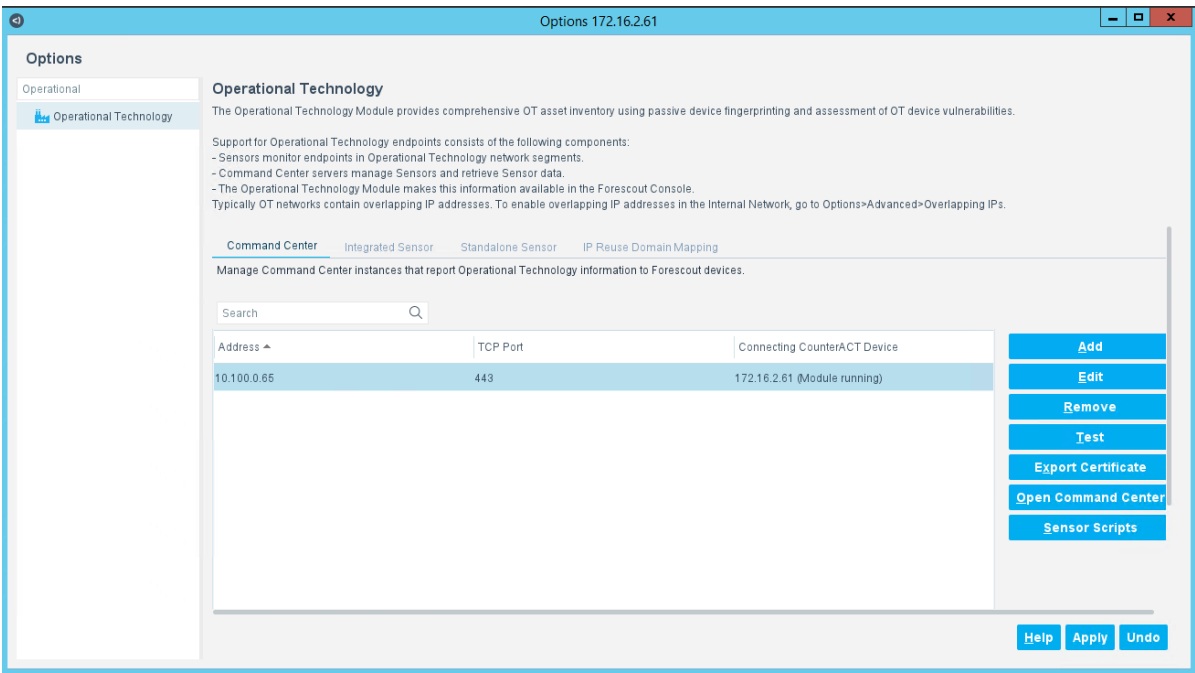 Options 172.16.2.61
Options
Operational
Operational Technology
Operational Technology
The Operational Technology Module provides comprehensive OT asset inventory using passive device fingerprinting and assessment of OT device vulnerabilities.
Support for Operational Technology endpoints consists of the following components:
- Sensors monitor endpoints in Operational Technology network segments.
- Command Center servers manage Sensors and retrieve Sensor data.
- The Operational Technology Module makes this information available in the Forescout Console.
Typically OT networks contain overlapping IP addresses. To enable overlapping IP addresses in the Internal Network, go to Options>Advanced>Overlapping IPs.
Command Center Integrated Sensor Standalone Sensor IP Reuse Domain Mapping
Manage Command Center instances that report Operational Technology information to Forescout devices.
Search
Address TCP Port Connecting CounterACT Device
10.100.0.65 443 172.16.2.61 (Module running)
Add
Edit
Remove
Test
Export Certificate
Open Command Center
Sensor Scripts
Help Apply Undo